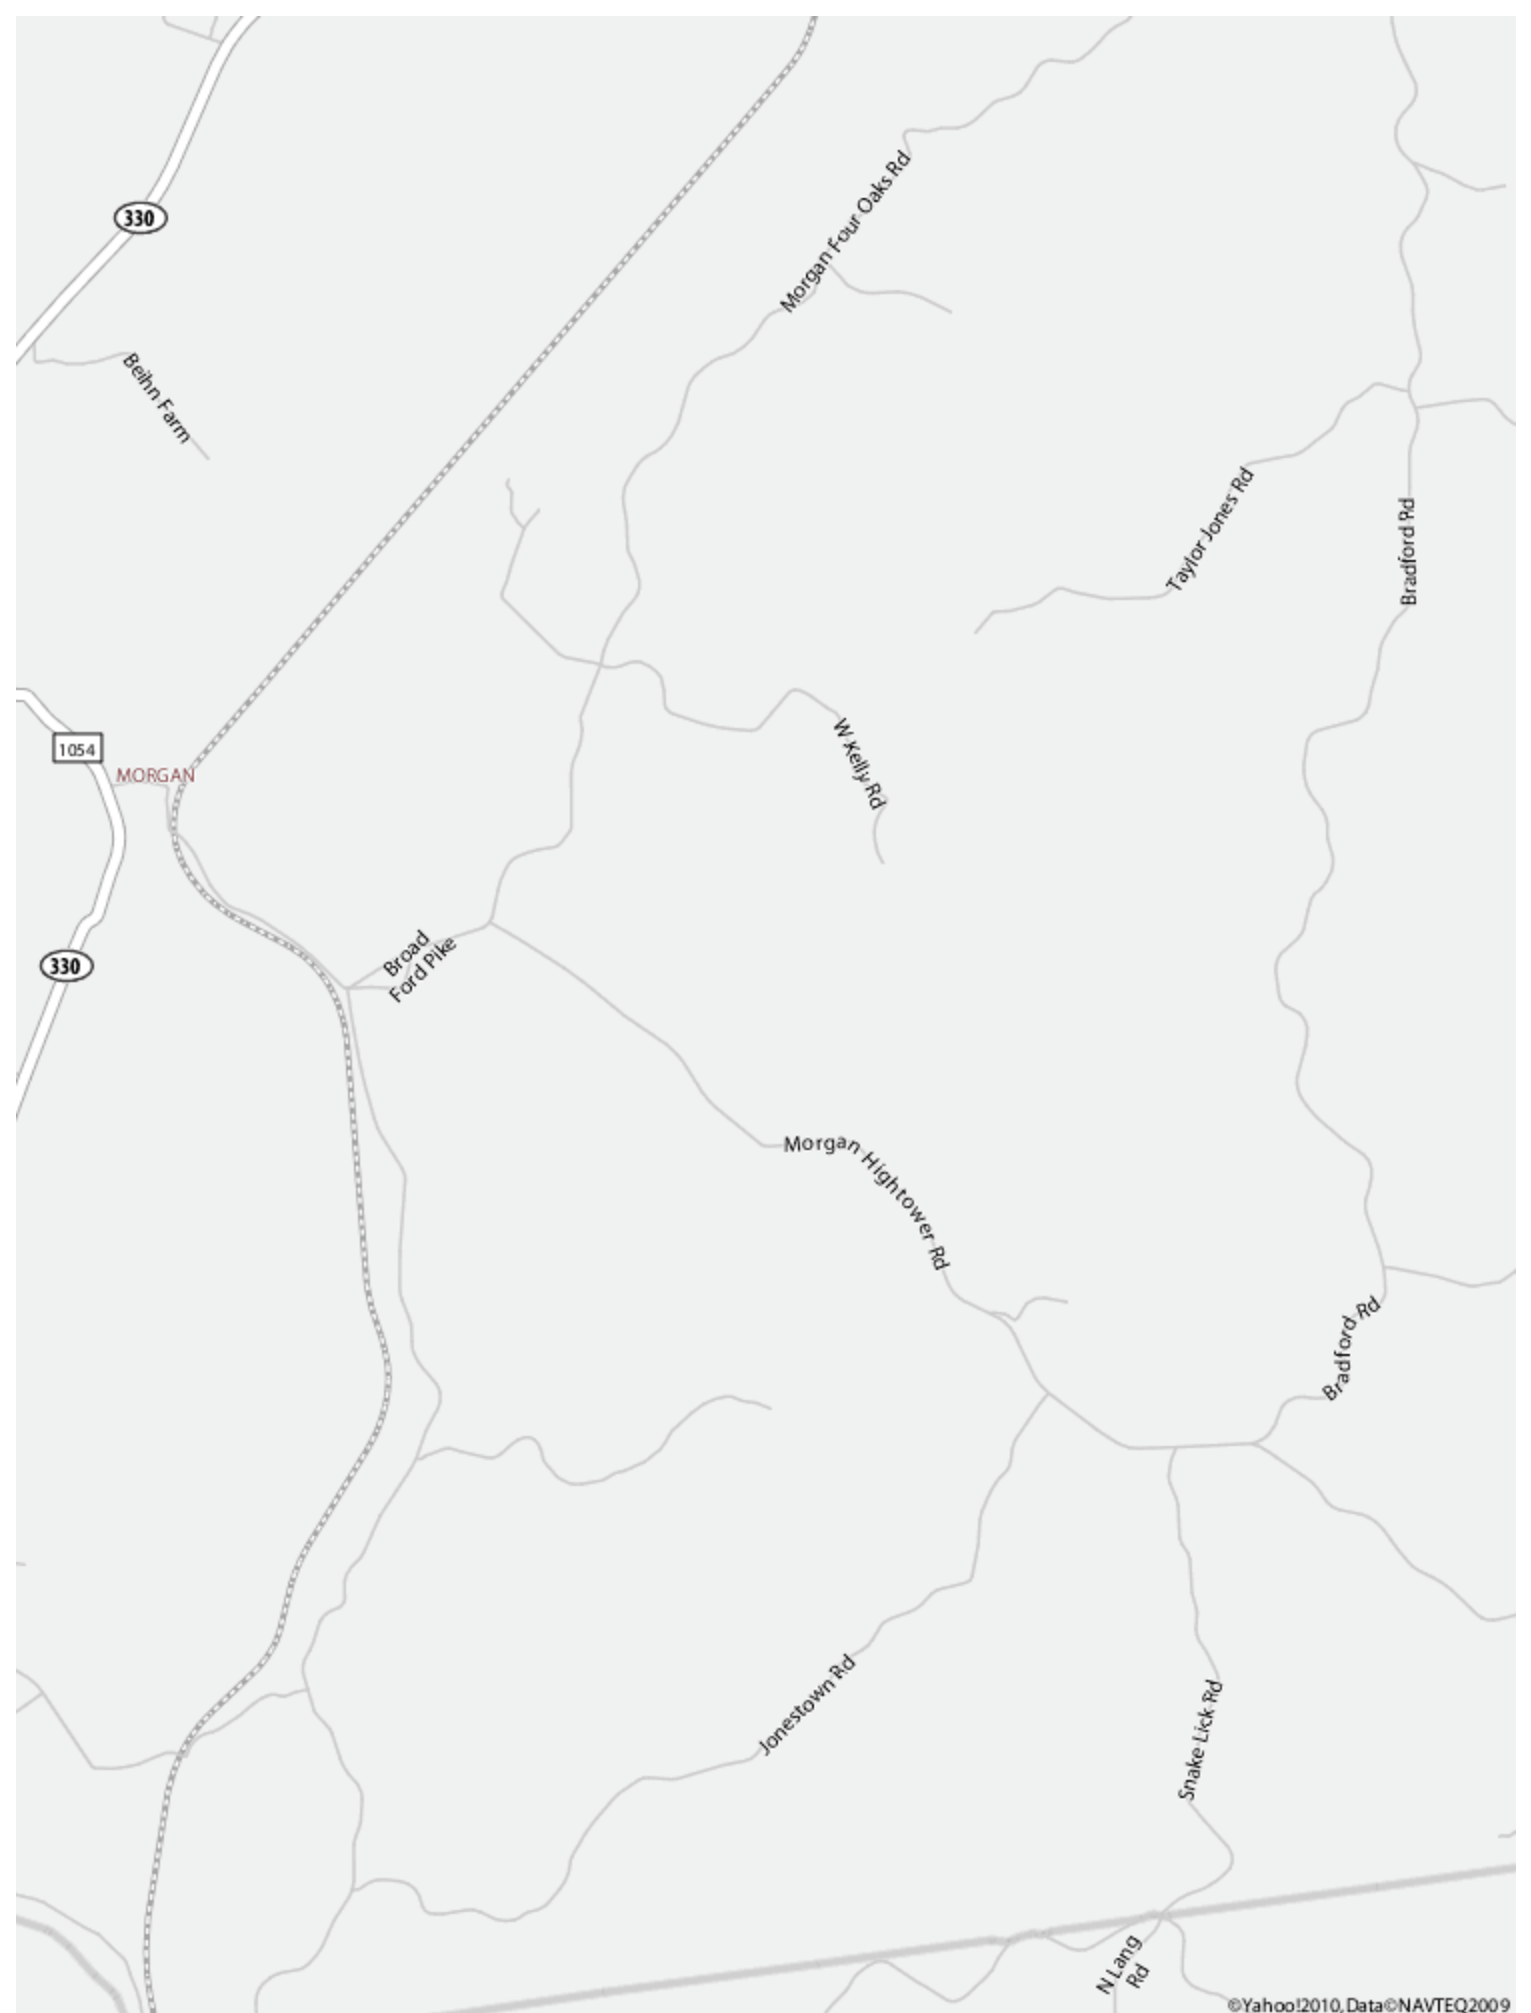 330
Morgan Four Oaks Rd
Beihn Farm
Taylor Jones Rd
Bradford Rd
1054
MORGAN
W Kelly Rd
330
Broad
Ford Pike
Morgan Hightower Rd
Bradford Rd
Jonestown Rd
Snake Lick Rd
N Lang
Rd
©Yahoo!2010, Data©NAVTEQ2009